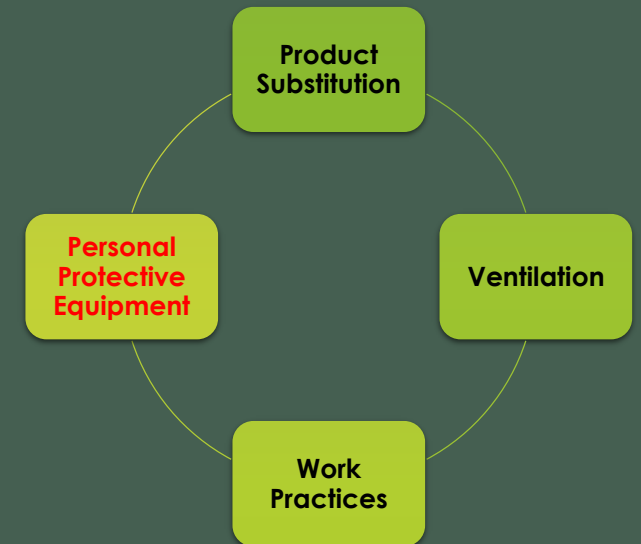 Product
Substitution
Ventilation
Work
Practices
Personal
Protective
Equipment